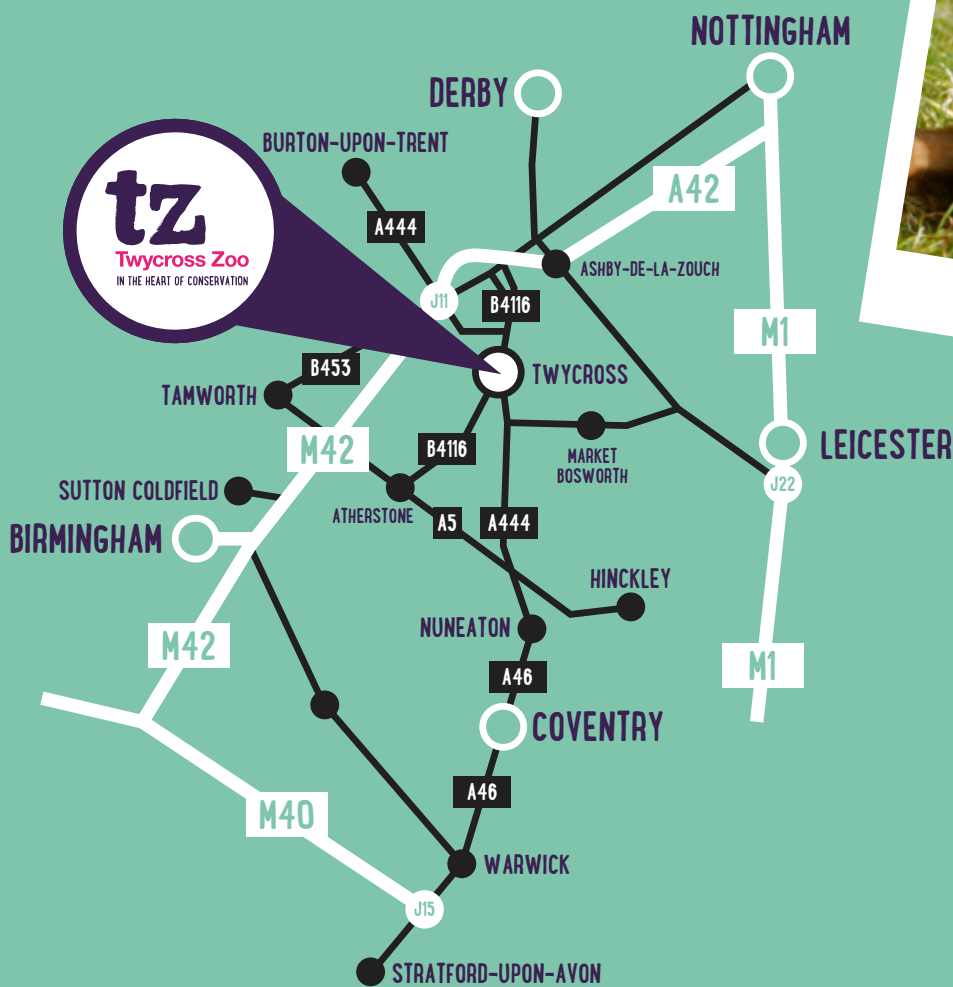 NOTTINGHAM
DERBY
BURTON-UPON-TRENT
tz
Twycross Zoo
IN THE HEART OF CONSERVATION
A444
A42
ASHBY-DE-LA-ZOUCH
J11
B4116
M1
B453
TWYCROSS
TAMWORTH
M42
B4116
MARKET
BOSWORTH
LEICESTER
J22
SUTTON COLDFIELD
ATHERSTONE
A5
A444
BIRMINGHAM
HINCKLEY
NUNEATON
M42
M1
A46
COVENTRY
A46
M40
WARWICK
J15
STRATFORD-UPON-AVON